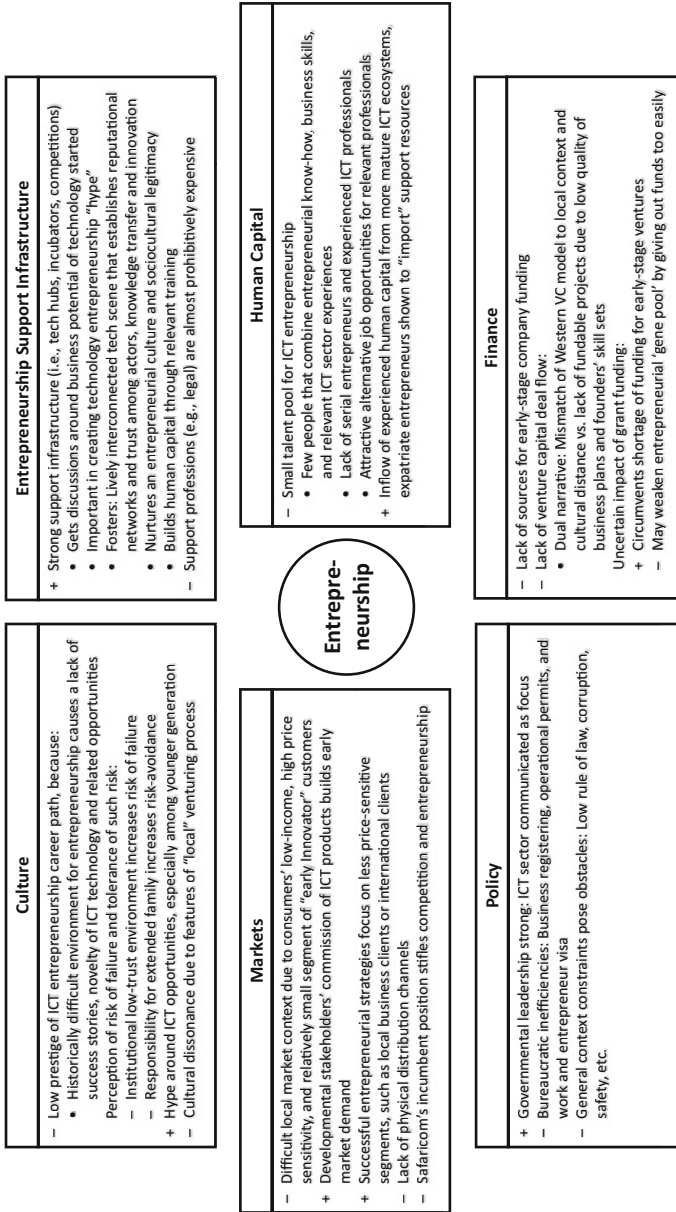 Culture
– Low prestige of ICT entrepreneurship career path, because:
• Historically difficult environment for entrepreneurship causes a lack of
success stories, novelty of ICT technology and related opportunities
Perception of risk of failure and tolerance of such risk:
– Institutional low-trust environment increases risk of failure
– Responsibility for extended family increases risk-avoidance
+ Hype around ICT opportunities, especially among younger generation
– Cultural dissonance due to features of "local" venturing process
Entrepreneurship Support Infrastructure
+ Strong support infrastructure (i.e., tech hubs, incubators, competitions)
• Gets discussions around business potential of technology started
• Important in creating technology entrepreneurship "hype"
• Fosters: Lively interconnected tech scene that establishes reputational
networks and trust among actors, knowledge transfer and innovation
• Nurtures an entrepreneurial culture and sociocultural legitimacy
• Builds human capital through relevant training
– Support professions (e.g., legal) are almost prohibitively expensive
Markets
– Difficult local market context due to consumers' low-income, high price
sensitivity, and relatively small segment of "early Innovator" customers
+ Developmental stakeholders' commission of ICT products builds early
market demand
+ Successful entrepreneurial strategies focus on less price-sensitive
segments, such as local business clients or international clients
– Lack of physical distribution channels
– Safaricom's incumbent position stifles competition and entrepreneurship
Entrepre-
neurship
Human Capital
– Small talent pool for ICT entrepreneurship
• Few people that combine entrepreneurial know-how, business skills,
and relevant ICT sector experiences
• Lack of serial entrepreneurs and experienced ICT professionals
• Attractive alternative job opportunities for relevant professionals
+ Inflow of experienced human capital from more mature ICT ecosystems,
expatriate entrepreneurs shown to "import" support resources
Policy
+ Governmental leadership strong: ICT sector communicated as focus
– Bureaucratic inefficiencies: Business registering, operational permits, and
work and entrepreneur visa
– General context constraints pose obstacles: Low rule of law, corruption,
safety, etc.
Finance
– Lack of sources for early-stage company funding
– Lack of venture capital deal flow:
• Dual narrative: Mismatch of Western VC model to local context and
cultural distance vs. lack of fundable projects due to low quality of
business plans and founders' skill sets
Uncertain impact of grant funding:
+ Circumvents shortage of funding for early-stage ventures
– May weaken entrepreneurial 'gene pool' by giving out funds too easily